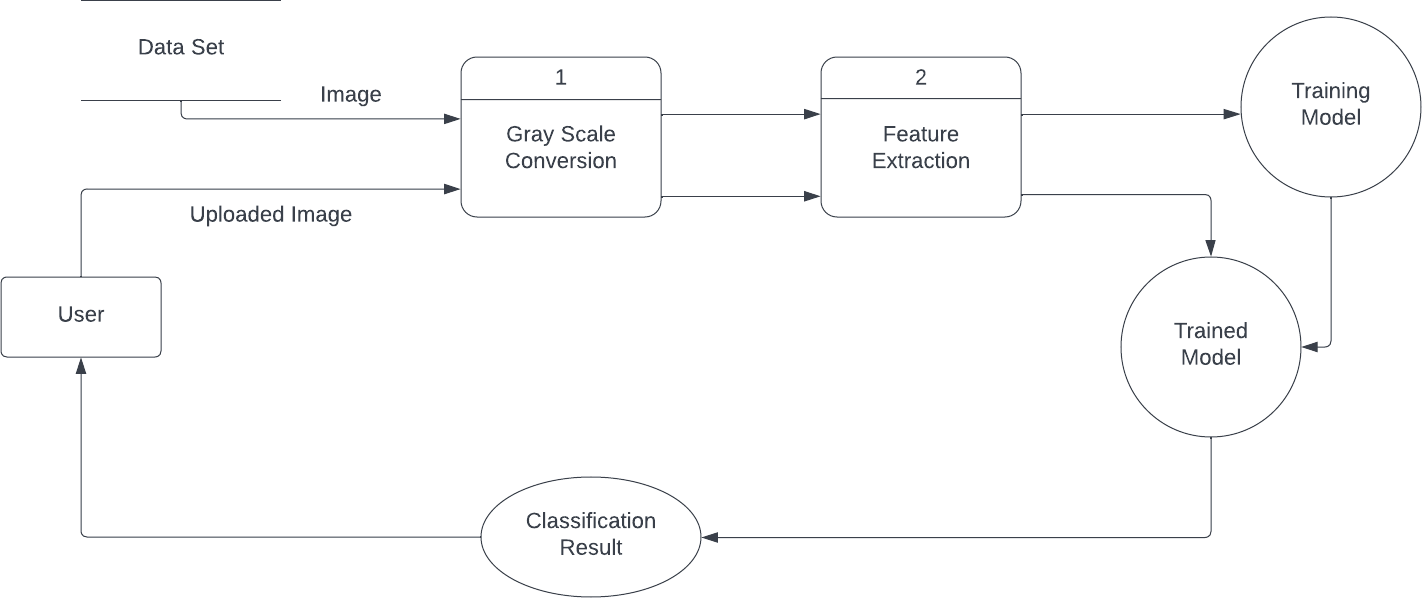 Data Set
Image
1
Gray Scale
Conversion
2
Feature
Extraction
Training
Model
Uploaded Image
User
Trained
Model
Classification
Result